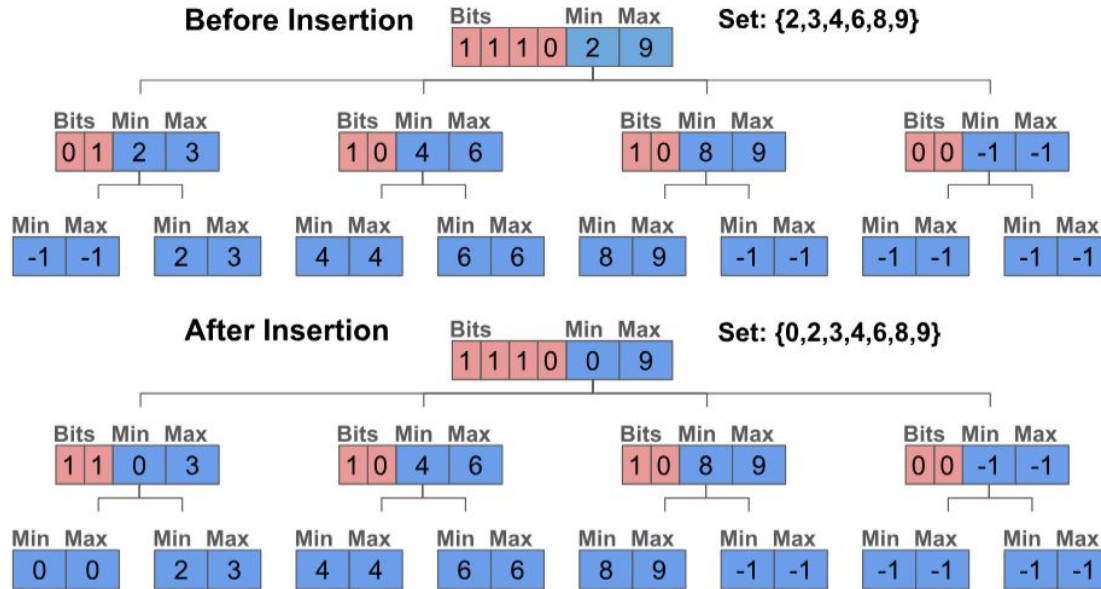 Before Insertion Bits Min Max Set: {2,3,4,6,8,9}
1 1 1 0 2 9
Bits Min Max Bits Min Max Bits Min Max Bits Min Max
0 1 2 3 1 0 4 6 1 0 8 9 0 0 -1 -1
Min Max Min Max Min Max Min Max Min Max Min Max Min Max Min Max
-1 -1 2 3 4 4 6 6 8 9 -1 -1 -1 -1 -1 -1
After Insertion Bits Min Max Set: {0,2,3,4,6,8,9}
1 1 1 0 0 9
Bits Min Max Bits Min Max Bits Min Max Bits Min Max
1 1 0 3 1 0 4 6 1 0 8 9 0 0 -1 -1
Min Max Min Max Min Max Min Max Min Max Min Max Min Max Min Max
0 0 2 3 4 4 6 6 8 9 -1 -1 -1 -1 -1 -1